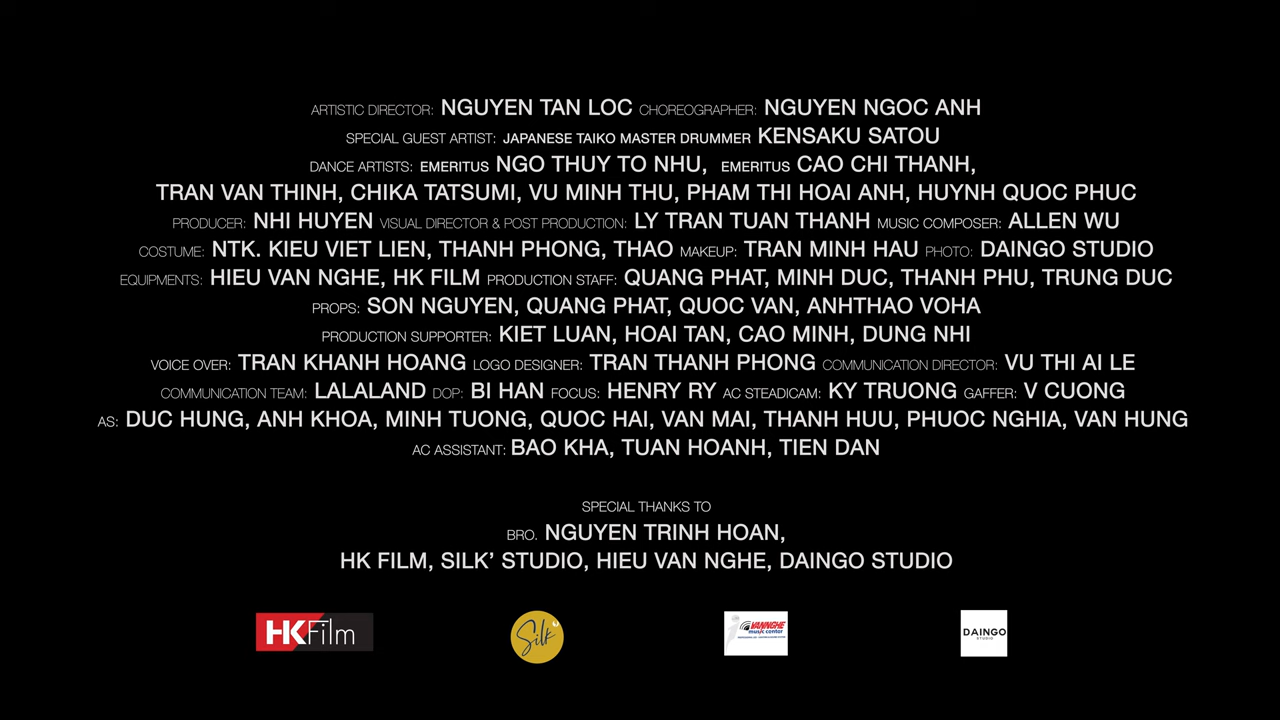 ARTISTIC DIRECTOR: NGUYEN TAN LOC CHOREOGRAPHER: NGUYEN NGOC ANH
SPECIAL GUEST ARTIST: JAPANESE TAIKO MASTER DRUMMER KENSAKU SATOU
DANCE ARTISTS: EMERITUS NGO THUY TO NHU, EMERITUS CAO CHI THANH,
TRAN VAN THINH, CHIKA TATSUMI, VU MINH THU, PHAM THI HOAI ANH, HUYNH QUOC PHUC
PRODUCER: NHI HUYEN VISUAL DIRECTOR & POST PRODUCTION: LY TRAN TUAN THANH MUSIC COMPOSER: ALLEN WU
COSTUME: NTK. KIEU VIET LIEN, THANH PHONG, THAO MAKEUP: TRAN MINH HAU PHOTO: DAINGO STUDIO
EQUIPMENTS: HIEU VAN NGHE, HK FILM PRODUCTION STAFF: QUANG PHAT, MINH DUC, THANH PHU, TRUNG DUC
PROPS: SON NGUYEN, QUANG PHAT, QUOC VAN, ANHTHAO VOHA
PRODUCTION SUPPORTER: KIET LUAN, HOAI TAN, CAO MINH, DUNG NHI
VOICE OVER: TRAN KHANH HOANG LOGO DESIGNER: TRAN THANH PHONG COMMUNICATION DIRECTOR: VU THI AI LE
COMMUNICATION TEAM: LALALAND DOP: BI HAN FOCUS: HENRY RY AC STEADICAM: KY TRUONG GAFFER: V CUONG
AS: DUC HUNG, ANH KHOA, MINH TUONG, QUOC HAI, VAN MAI, THANH HUU, PHUOC NGHIA, VAN HUNG
AC ASSISTANT: BAO KHA, TUAN HOANH, TIEN DAN
SPECIAL THANKS TO
BRO. NGUYEN TRINH HOAN,
HK FILM, SILK’ STUDIO, HIEU VAN NGHE, DAINGO STUDIO
HKFilm
Silk
VANNGHE
music center
DAINGO
STUDIO